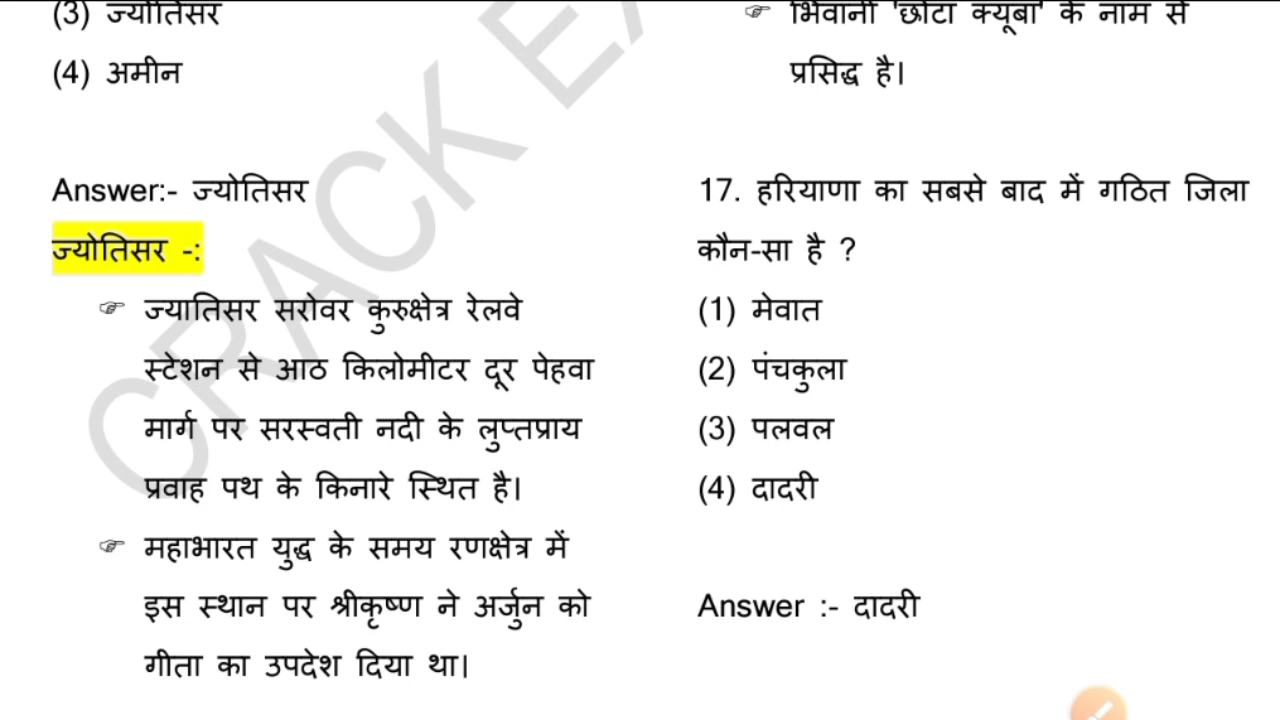 (3) ज्योतिसर
(4) अमीन
Answer:- ज्योतिसर
ज्योतिसर -:
☞ ज्यातिसर सरोवर कुरुक्षेत्र रेलवे
स्टेशन से आठ किलोमीटर दूर पेहवा
मार्ग पर सरस्वती नदी के लुप्तप्राय
प्रवाह पथ के किनारे स्थित है।
☞ महाभारत युद्ध के समय रणक्षेत्र में
इस स्थान पर श्रीकृष्ण ने अर्जुन को
गीता का उपदेश दिया था।
☞ भिवानी 'छोटा क्यूबा' के नाम से
प्रसिद्ध है।
17. हरियाणा का सबसे बाद में गठित जिला
कौन-सा है ?
(1) मेवात
(2) पंचकुला
(3) पलवल
(4) दादरी
Answer :- दादरी
CRACK